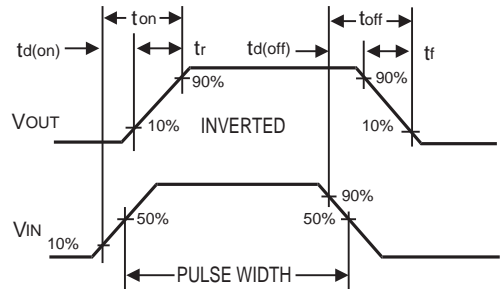 ton toff
td(on) tr td(off) tf
90% 90%
VOUT 10% INVERTED 10%
90%
50% 50%
VIN
10%
PULSE WIDTH